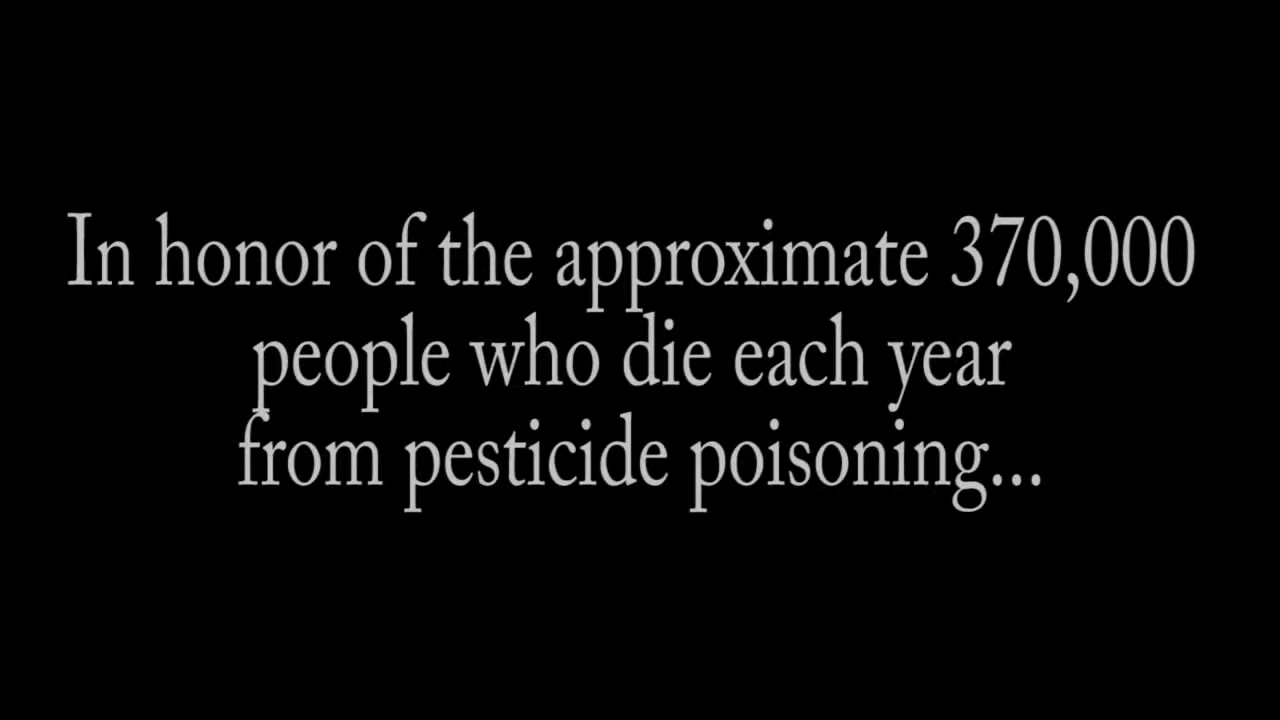 In honor of the approximate 370,000
people who die each year
from pesticide poisoning...